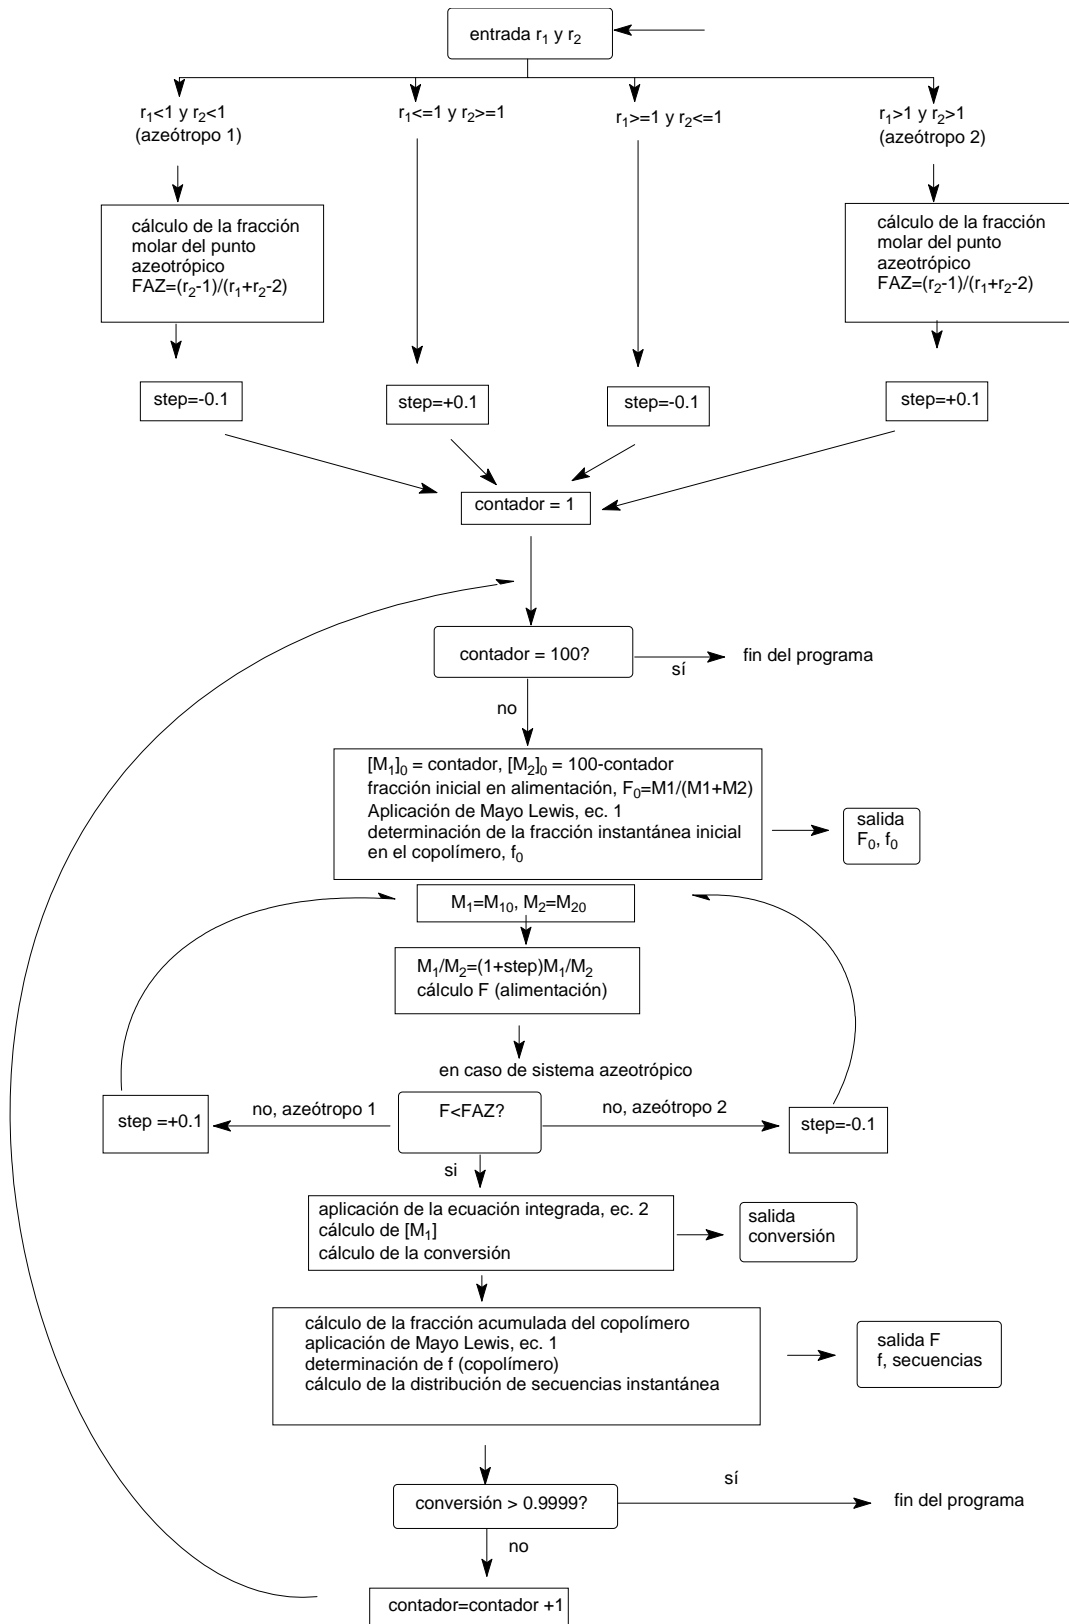 entrada r1 y r2
r1<1 y r2<1
(azeótropo 1)
r1<=1 y r2>=1
r1>=1 y r2<=1
r1>1 y r2>1
(azeótropo 2)
cálculo de la fracción
molar del punto
azeotrópico
FAZ=(r2-1)/(r1+r2-2)
cálculo de la fracción
molar del punto
azeotrópico
FAZ=(r2-1)/(r1+r2-2)
step=-0.1
step=+0.1
step=-0.1
step=+0.1
contador = 1
contador = 100?
sí
fin del programa
no
[M1]0 = contador, [M2]0 = 100-contador
fracción inicial en alimentación, F0=M1/(M1+M2)
Aplicación de Mayo Lewis, ec. 1
determinación de la fracción instantánea inicial
en el copolímero, f0
salida
F0, f0
M1=M10, M2=M20
M1/M2=(1+step)M1/M2
cálculo F (alimentación)
en caso de sistema azeotrópico
step =+0.1
no, azeótropo 1
F<FAZ?
no, azeótropo 2
step=-0.1
si
aplicación de la ecuación integrada, ec. 2
cálculo de [M1]
cálculo de la conversión
salida
conversión
cálculo de la fracción acumulada del copolímero
aplicación de Mayo Lewis, ec. 1
determinación de f (copolímero)
cálculo de la distribución de secuencias instantánea
salida F
f, secuencias
conversión > 0.9999?
sí
fin del programa
no
contador=contador +1